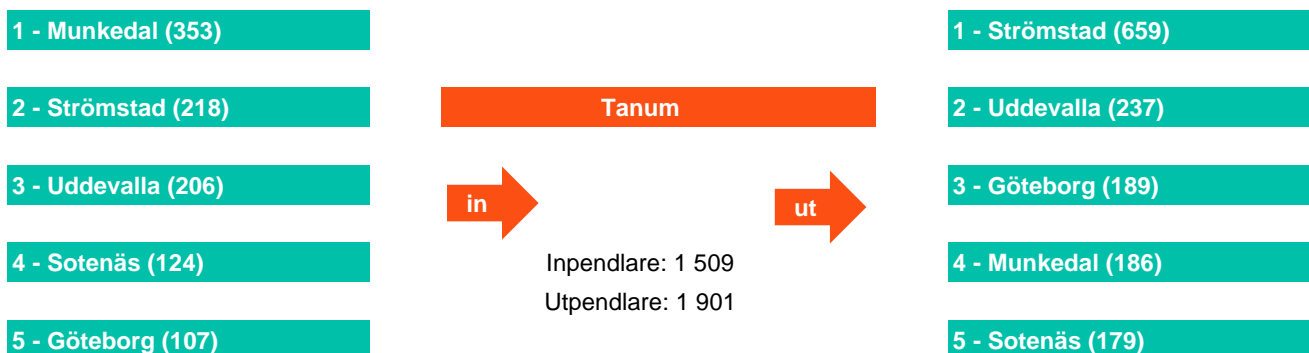 1 - Munkedal (353)
2 - Strömstad (218)
3 - Uddevalla (206)
4 - Sotenäs (124)
5 - Göteborg (107)
Tanum
in
ut
Inpendlare: 1 509
Utpendlare: 1 901
1 - Strömstad (659)
2 - Uddevalla (237)
3 - Göteborg (189)
4 - Munkedal (186)
5 - Sotenäs (179)